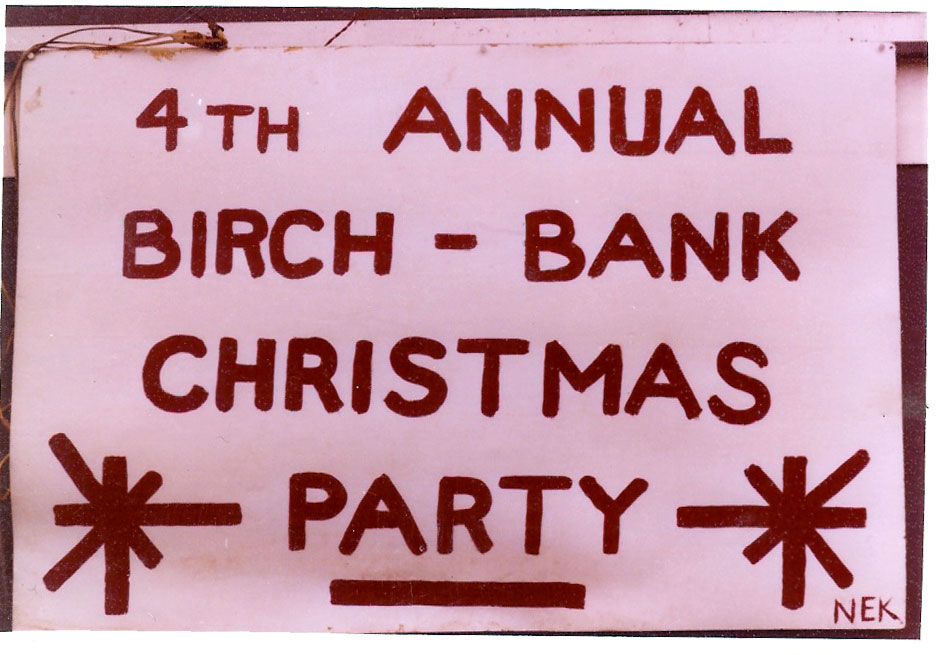 4TH ANNUAL
BIRCH - BANK
CHRISTMAS
PARTY
NEK